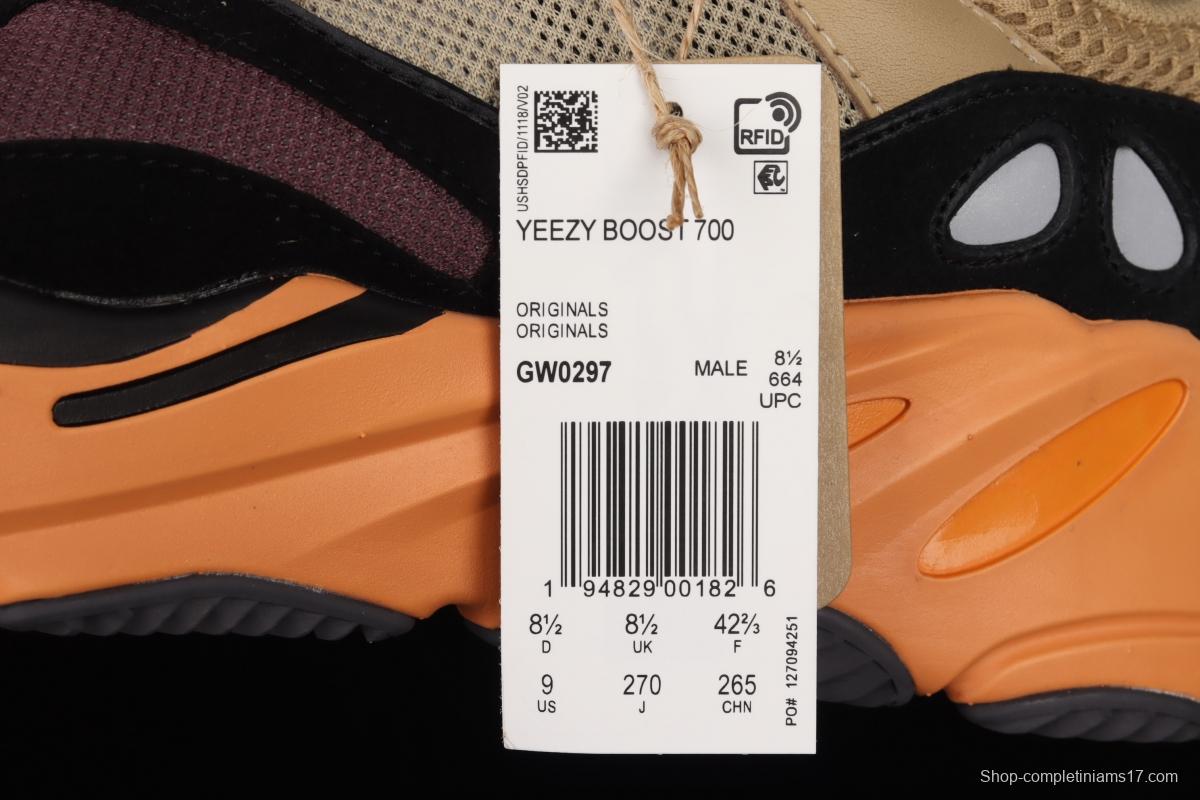 USHSDPFID/1118/V02
RFID
YEEZY BOOST 700
ORIGINALS
ORIGINALS
GW0297 MALE 8½
664
UPC
1 94829 00182 6
8½ 8½ 42⅔
D UK F
9 270 265
US J CHN
PO# 127094251
Shop-completiniams17.com